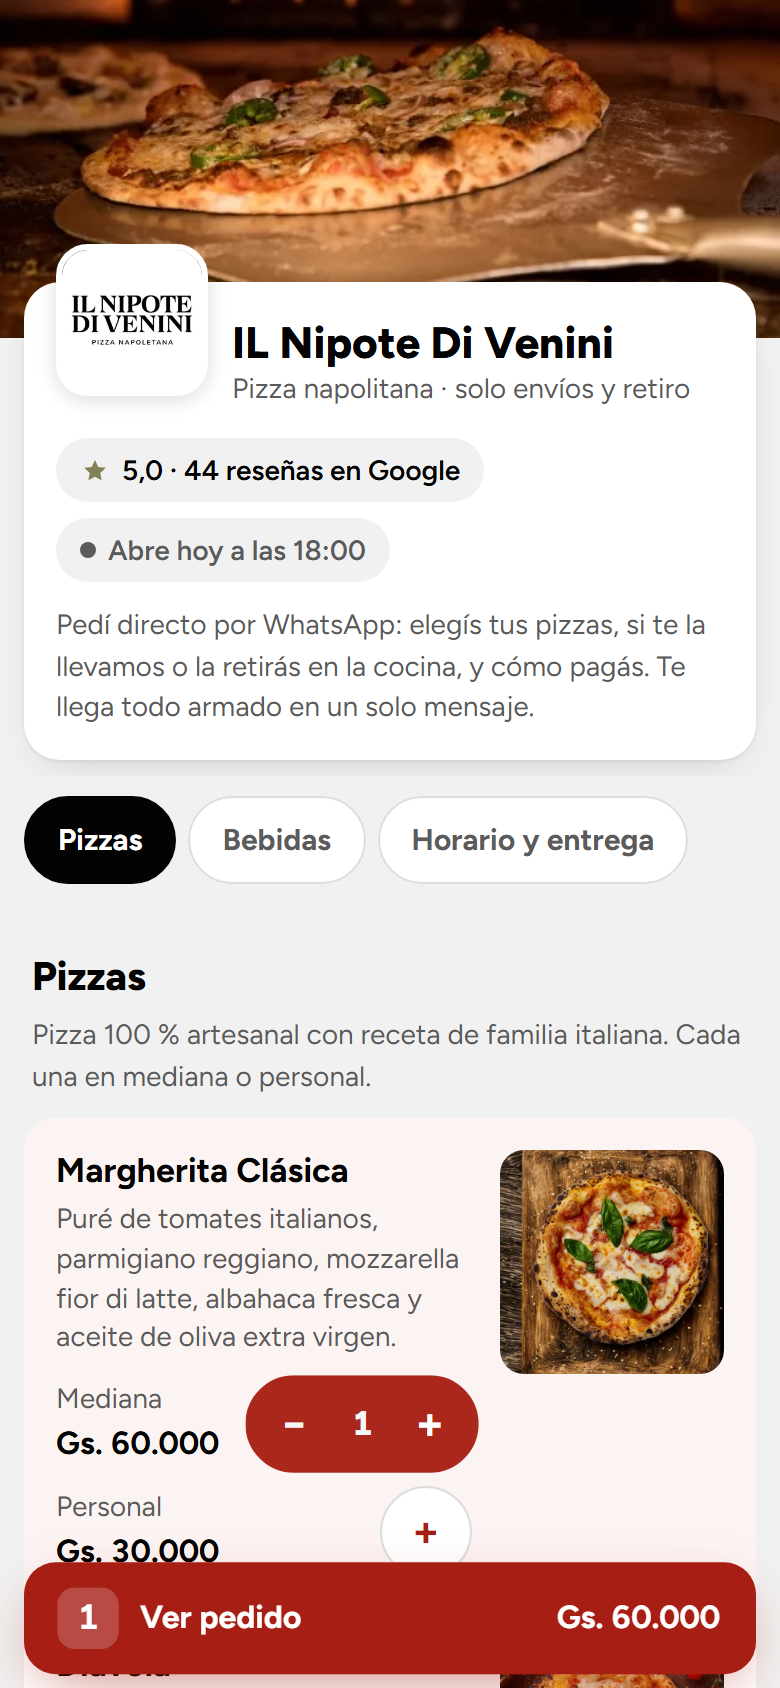 IL NIPOTE
DI VENINI
PIZZA NAPOLETANA
IL Nipote Di Venini
Pizza napolitana · solo envíos y retiro
★ 5,0 · 44 reseñas en Google
Abre hoy a las 18:00
Pedí directo por WhatsApp: elegís tus pizzas, si te la
llevamos o la retirás en la cocina, y cómo pagás. Te
llega todo armado en un solo mensaje.
Pizzas
Bebidas
Horario y entrega
Pizzas
Pizza 100 % artesanal con receta de familia italiana. Cada
una en mediana o personal.
Margherita Clásica
Puré de tomates italianos,
parmigiano reggiano, mozzarella
fior di latte, albahaca fresca y
aceite de oliva extra virgen.
Mediana
Gs. 60.000
− 1 +
Personal
Gs. 30.000
+
1 Ver pedido Gs. 60.000